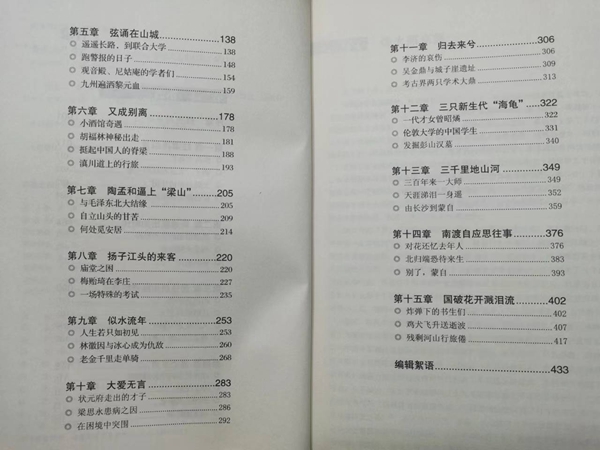 第五章 弦诵在山城 138
◎ 遥遥长路，到联合大学 138
◎ 跑警报的日子 148
◎ 观音殿、尼姑庵的学者们 154
◎ 九州遍洒黎元血 159
第六章 又成别离 178
◎ 小酒馆奇遇 178
◎ 胡福林神秘出走 181
◎ 挺起中国人的脊梁 188
◎ 滇川道上的行旅 193
第七章 陶孟和逼上“梁山” 205
◎ 与毛泽东北大结缘 205
◎ 自立山头的甘苦 209
◎ 何处觅安居 214
第八章 扬子江头的来客 220
◎ 庙堂之困 220
◎ 梅贻琦在李庄 227
◎ 一场特殊的考试 235
第九章 似水流年 253
◎ 人生若只如初见 253
◎ 林徽因与冰心成为仇敌 260
◎ 老金千里走单骑 268
第十章 大爱无言 283
◎ 状元府走出的才子 283
◎ 梁思永患病之因 286
◎ 在困境中突围 292
第十一章 归去来兮 306
◎ 李济的哀伤 306
◎ 吴金鼎与城子崖遗址 309
◎ 考古界两只学术大鼎 313
第十二章 三只新生代“海龟” 322
◎ 一代才女曾昭燏 322
◎ 伦敦大学的中国学生 331
◎ 发掘彭山汉墓 340
第十三章 三千里地山河 349
◎ 三百年来一大师 349
◎ 天涯涕泪一身遥 352
◎ 由长沙到蒙自 359
第十四章 南渡自应思往事 376
◎ 对花还忆去年人 376
◎ 北归端恐待来生 383
◎ 别了，蒙自 393
第十五章 国破花开溅泪流 402
◎ 炸弹下的书生们 402
◎ 鸡犬飞升送逝波 407
◎ 残剩河山行旅倦 417
编辑絮语 433